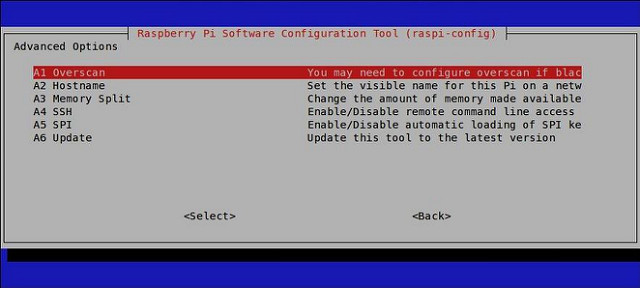 Raspberry Pi Software Configuration Tool (raspi-config)
Advanced Options
A1 Overscan You may need to configure overscan if blac
A2 Hostname Set the visible name for this Pi on a netw
A3 Memory Split Change the amount of memory made available
A4 SSH Enable/Disable remote command line access
A5 SPI Enable/Disable automatic loading of SPI ke
A6 Update Update this tool to the latest version
<Select> <Back>